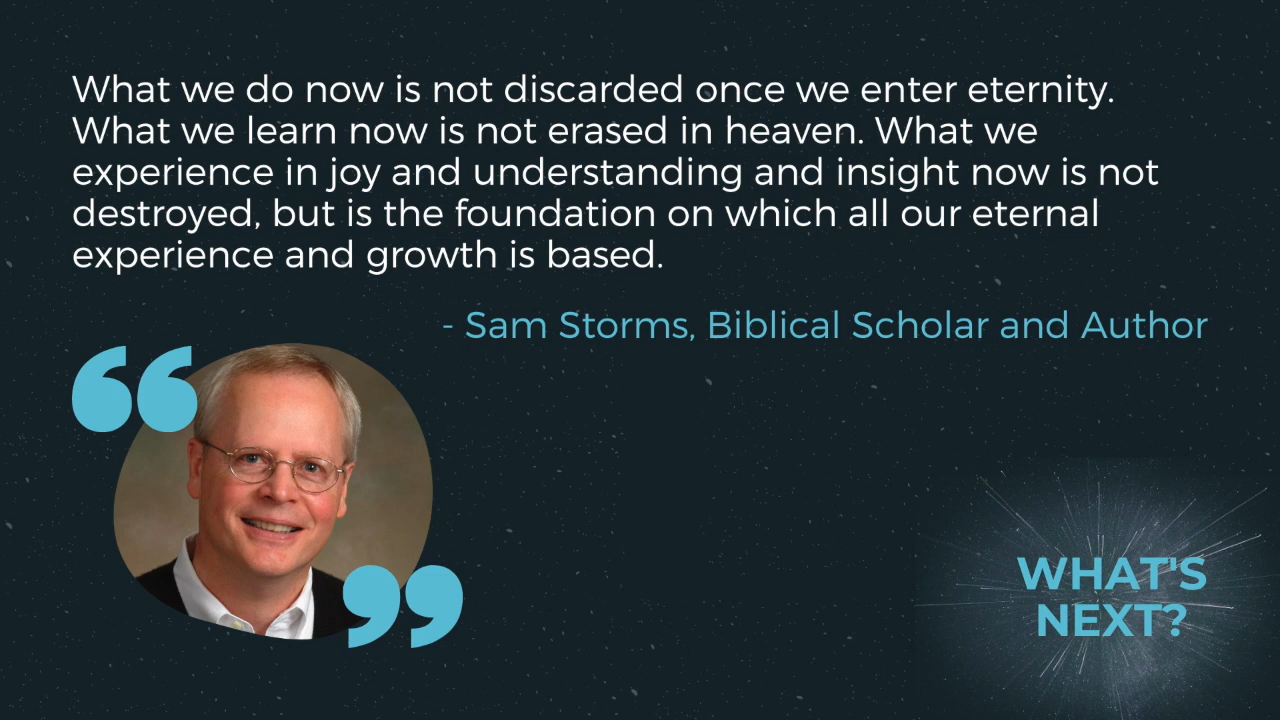 What we do now is not discarded once we enter eternity.
What we learn now is not erased in heaven. What we
experience in joy and understanding and insight now is not
destroyed, but is the foundation on which all our eternal
experience and growth is based.
- Sam Storms, Biblical Scholar and Author
WHAT'S
NEXT?